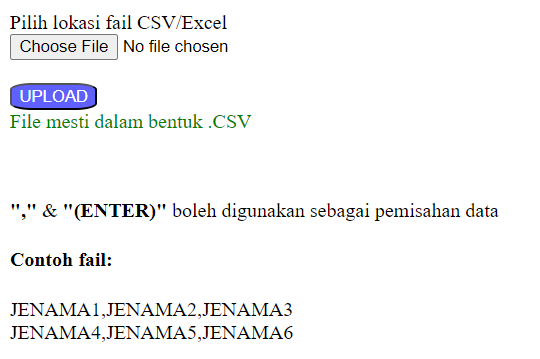 Pilih lokasi fail CSV/Excel
Choose File No file chosen
UPLOAD
File mesti dalam bentuk .CSV
"," & "(ENTER)" boleh digunakan sebagai pemisahan data
Contoh fail:
JENAMA1,JENAMA2,JENAMA3
JENAMA4,JENAMA5,JENAMA6